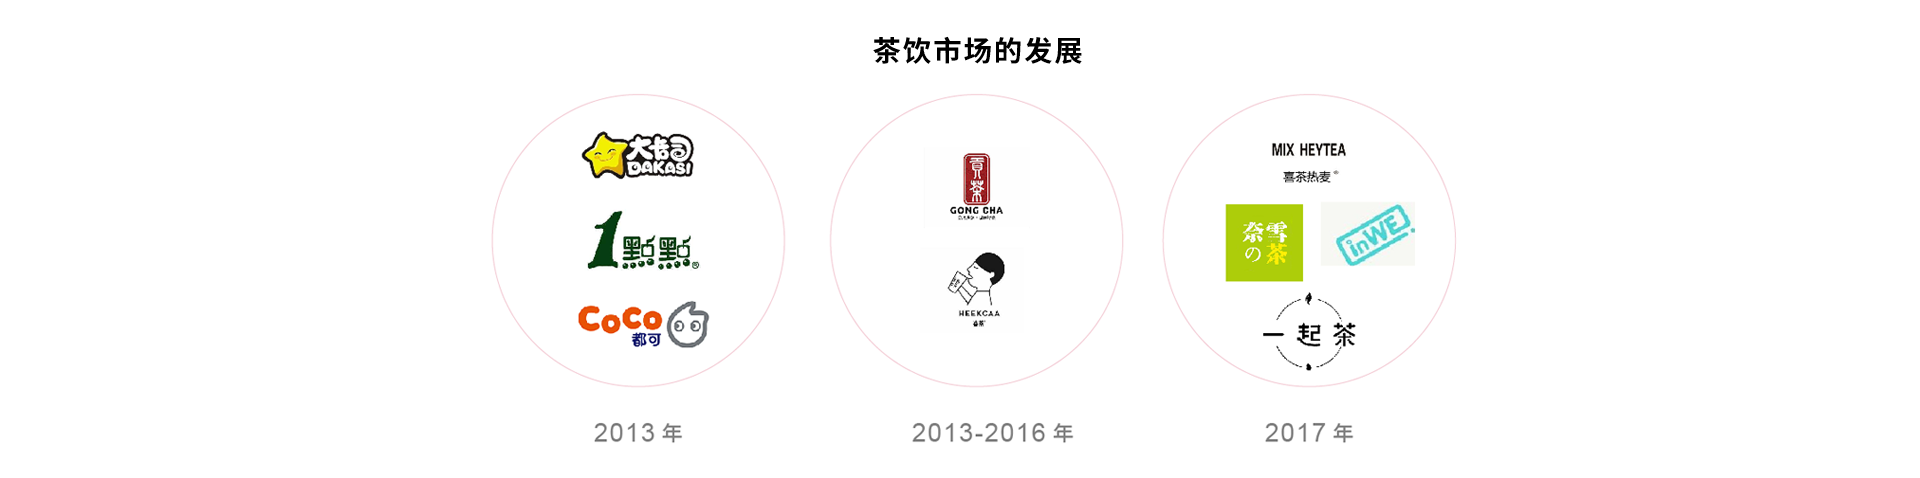 茶饮市场的发展
大卡司
DAKASI
1點點®
CoCo
都可
2013 年
貢茶
GONG CHA
HEEKCAA
喜茶
2013-2016 年
MIX HEYTEA
喜茶热麦®
奈雪
の茶
inWE
一起茶
2017 年